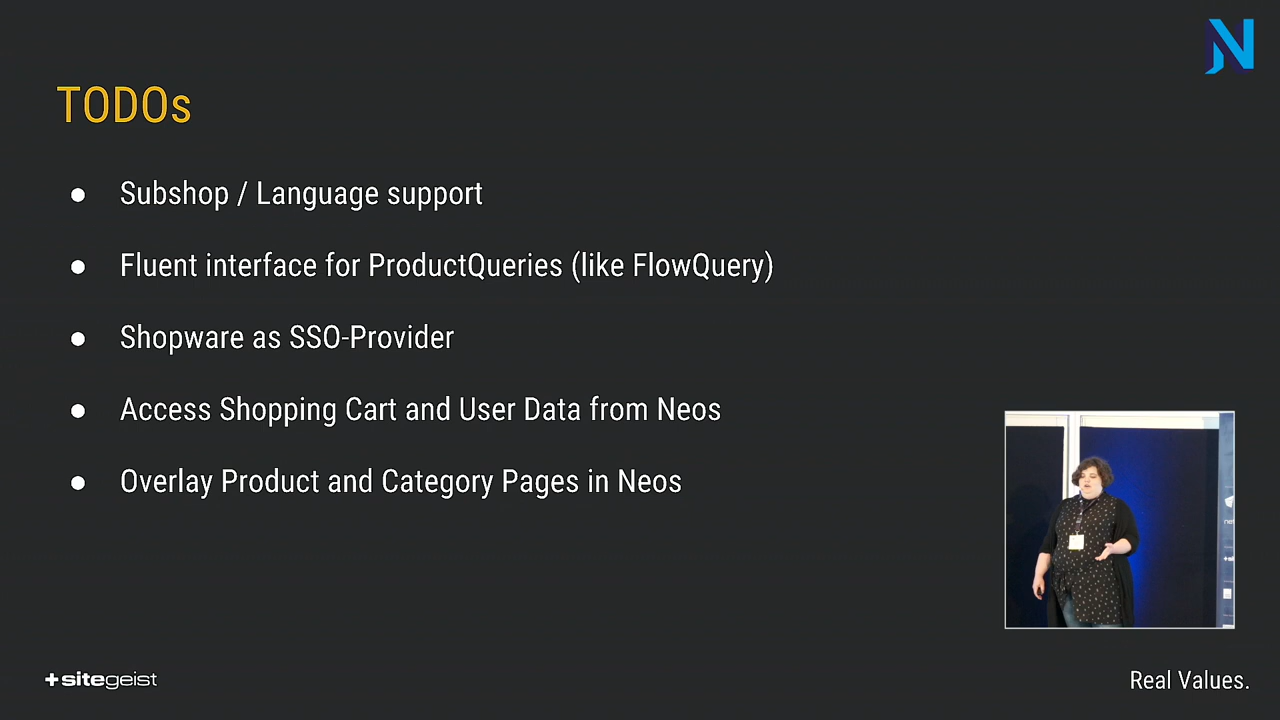 TODOs
● Subshop / Language support
● Fluent interface for ProductQueries (like FlowQuery)
● Shopware as SSO-Provider
● Access Shopping Cart and User Data from Neos
● Overlay Product and Category Pages in Neos
+sitegeist
Real Values.